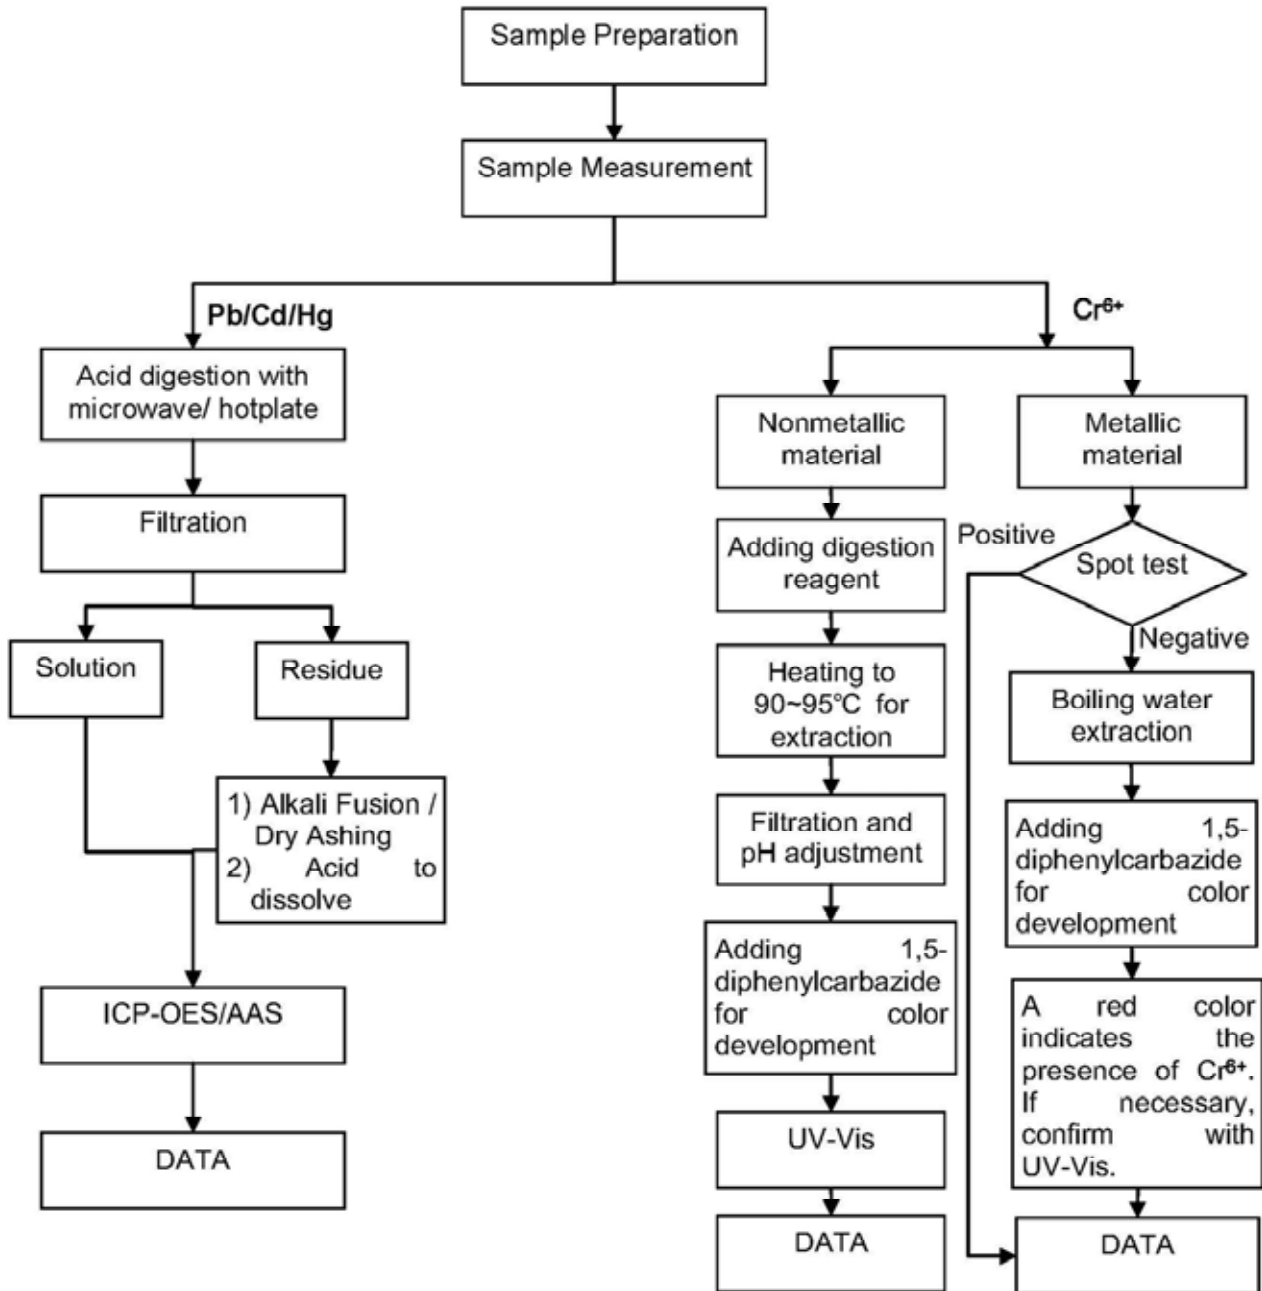 Sample Preparation
Sample Measurement
Pb/Cd/Hg
Acid digestion with
microwave/ hotplate
Filtration
Solution
Residue
1) Alkali Fusion /
Dry Ashing
2) Acid to
dissolve
ICP-OES/AAS
DATA
Cr⁶⁺
Nonmetallic
material
Adding digestion
reagent
Heating to
90~95℃ for
extraction
Filtration and
pH adjustment
Adding 1,5-
diphenylcarbazide
for color
development
UV-Vis
DATA
Metallic
material
Positive
Spot test
Negative
Boiling water
extraction
Adding 1,5-
diphenylcarbazide
for color
development
A red color
indicates the
presence of Cr⁶⁺.
If necessary,
confirm with
UV-Vis.
DATA